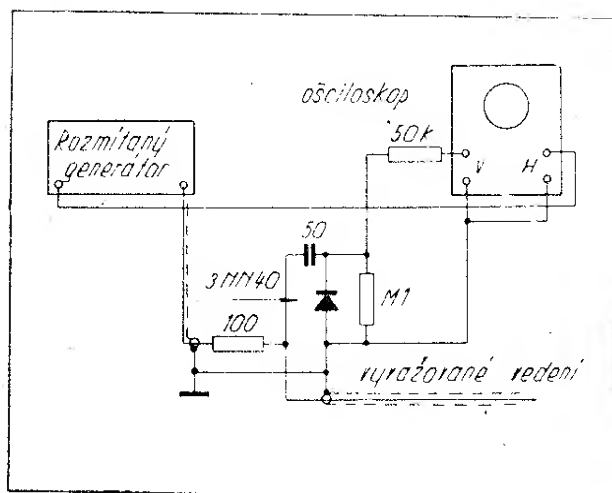 osciloskop
50k
Rozmítaný
generátor
V
H
50
3NN40
M1
100
vyražované vedení